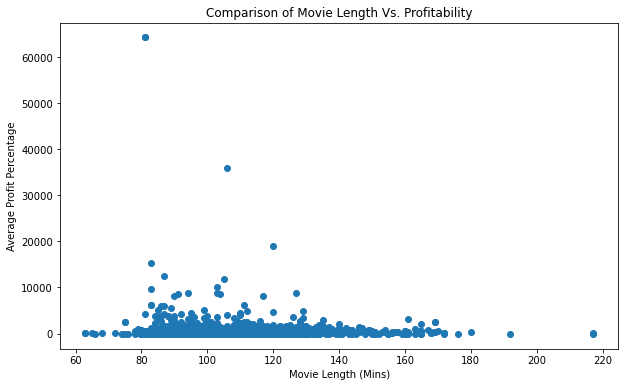 Comparison of Movie Length Vs. Profitability
60000
50000
40000
30000
20000
10000
0
Average Profit Percentage
60 80 100 120 140 160 180 200 220
Movie Length (Mins)